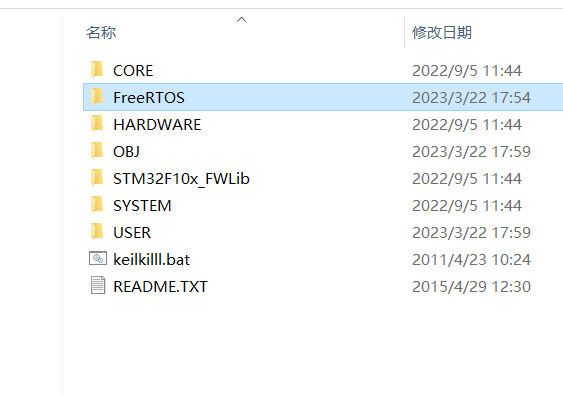 名称 修改日期
CORE 2022/9/5 11:44
FreeRTOS 2023/3/22 17:54
HARDWARE 2022/9/5 11:44
OBJ 2023/3/22 17:59
STM32F10x_FWLib 2022/9/5 11:44
SYSTEM 2022/9/5 11:44
USER 2023/3/22 17:59
keilkilll.bat 2011/4/23 10:24
README.TXT 2015/4/29 12:30